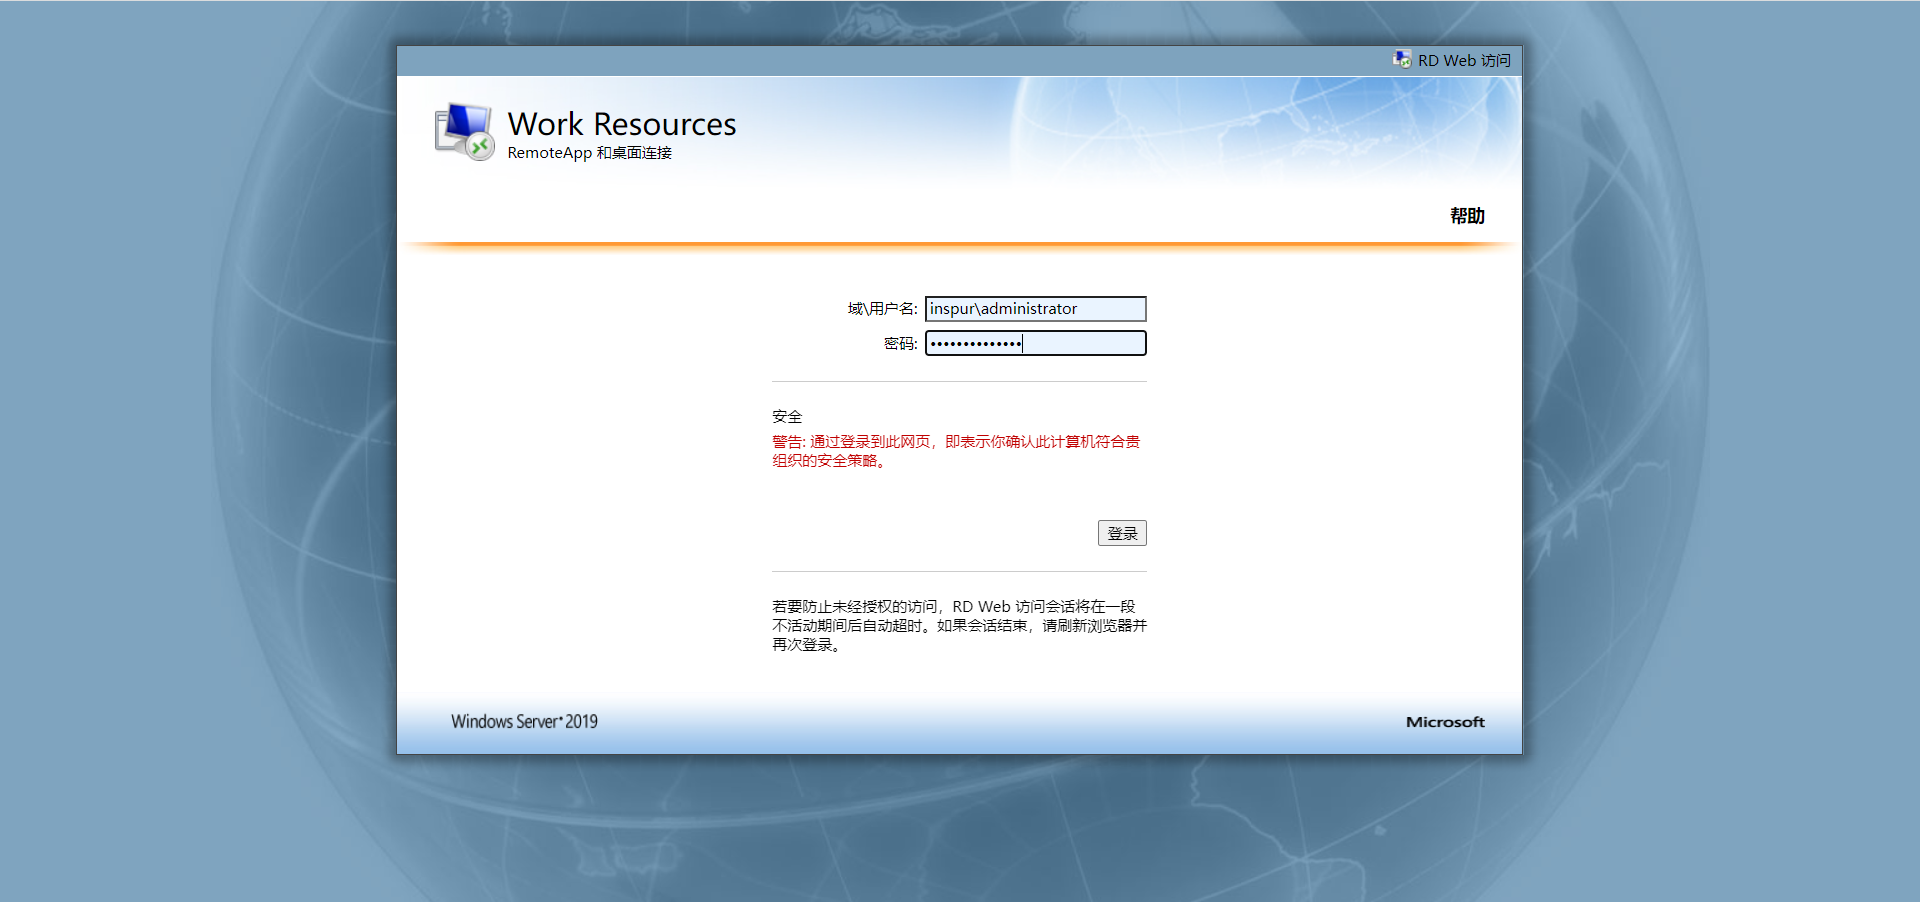 RD Web 访问
Work Resources
RemoteApp 和桌面连接
帮助
域\用户名: inspur\administrator
密码: ••••••••••••••
安全
警告: 通过登录到此网页，即表示你确认此计算机符合贵
组织的安全策略。
登录
若要防止未经授权的访问，RD Web 访问会话将在一段
不活动期间后自动超时。如果会话结束，请刷新浏览器并
再次登录。
Windows Server® 2019
Microsoft